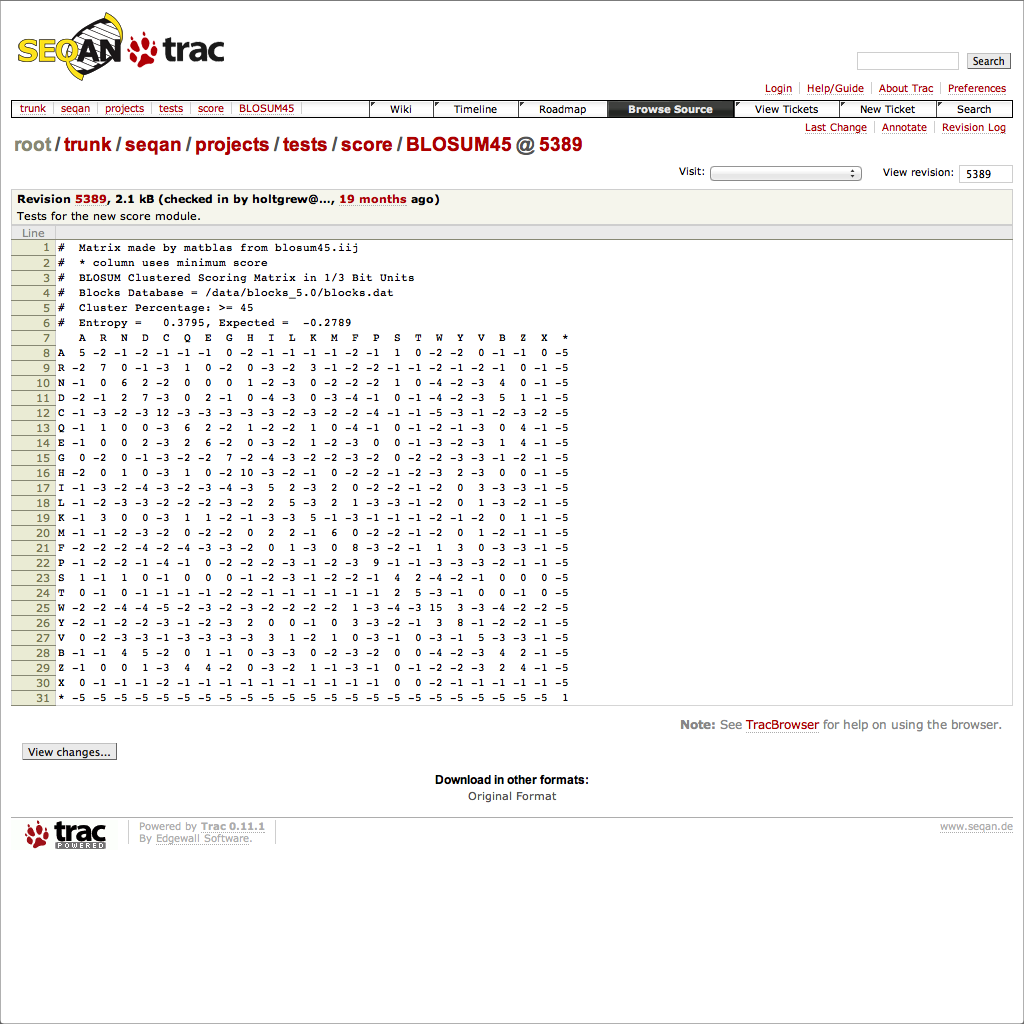 SEQAN trac
Search
Login Help/Guide About Trac Preferences
trunk seqan projects tests score BLOSUM45 Wiki Timeline Roadmap Browse Source View Tickets New Ticket Search
Last Change Annotate Revision Log
root/trunk/seqan/projects/tests/score/BLOSUM45 @ 5389
Visit: View revision: 5389
Revision 5389, 2.1 kB (checked in by holtgrew@..., 19 months ago)
Tests for the new score module.
Line
1 #  Matrix made by matblas from blosum45.iij
2 #  * column uses minimum score
3 #  BLOSUM Clustered Scoring Matrix in 1/3 Bit Units
4 #  Blocks Database = /data/blocks_5.0/blocks.dat
5 #  Cluster Percentage: >= 45
6 #  Entropy =   0.3795, Expected =  -0.2789
7    A  R  N  D  C  Q  E  G  H  I  L  K  M  F  P  S  T  W  Y  V  B  Z  X  *
8 A  5 -2 -1 -2 -1 -1 -1  0 -2 -1 -1 -1 -1 -2 -1  1  0 -2 -2  0 -1 -1  0 -5
9 R -2  7  0 -1 -3  1  0 -2  0 -3 -2  3 -1 -2 -2 -1 -1 -2 -1 -2 -1  0 -1 -5
10 N -1  0  6  2 -2  0  0  0  1 -2 -3  0 -2 -2 -2  1  0 -4 -2 -3  4  0 -1 -5
11 D -2 -1  2  7 -3  0  2 -1  0 -4 -3  0 -3 -4 -1  0 -1 -4 -2 -3  5  1 -1 -5
12 C -1 -3 -2 -3 12 -3 -3 -3 -3 -3 -2 -3 -2 -2 -4 -1 -1 -5 -3 -1 -2 -3 -2 -5
13 Q -1  1  0  0 -3  6  2 -2  1 -2 -2  1  0 -4 -1  0 -1 -2 -1 -3  0  4 -1 -5
14 E -1  0  0  2 -3  2  6 -2  0 -3 -2  1 -2 -3  0  0 -1 -3 -2 -3  1  4 -1 -5
15 G  0 -2  0 -1 -3 -2 -2  7 -2 -4 -3 -2 -2 -3 -2  0 -2 -2 -3 -3 -1 -2 -1 -5
16 H -2  0  1  0 -3  1  0 -2 10 -3 -2 -1  0 -2 -2 -1 -2 -3  2 -3  0  0 -1 -5
17 I -1 -3 -2 -4 -3 -2 -3 -4 -3  5  2 -3  2  0 -2 -2 -1 -2  0  3 -3 -3 -1 -5
18 L -1 -2 -3 -3 -2 -2 -2 -3 -2  2  5 -3  2  1 -3 -3 -1 -2  0  1 -3 -2 -1 -5
19 K -1  3  0  0 -3  1  1 -2 -1 -3 -3  5 -1 -3 -1 -1 -1 -2 -1 -2  0  1 -1 -5
20 M -1 -1 -2 -3 -2  0 -2 -2  0  2  2 -1  6  0 -2 -2 -1 -2  0  1 -2 -1 -1 -5
21 F -2 -2 -2 -4 -2 -4 -3 -3 -2  0  1 -3  0  8 -3 -2 -1  1  3  0 -3 -3 -1 -5
22 P -1 -2 -2 -1 -4 -1  0 -2 -2 -2 -3 -1 -2 -3  9 -1 -1 -3 -3 -3 -2 -1 -1 -5
23 S  1 -1  1  0 -1  0  0  0 -1 -2 -3 -1 -2 -2 -1  4  2 -4 -2 -1  0  0  0 -5
24 T  0 -1  0 -1 -1 -1 -1 -2 -2 -1 -1 -1 -1 -1 -1  2  5 -3 -1  0  0 -1  0 -5
25 W -2 -2 -4 -4 -5 -2 -3 -2 -3 -2 -2 -2 -2  1 -3 -4 -3 15  3 -3 -4 -2 -2 -5
26 Y -2 -1 -2 -2 -3 -1 -2 -3  2  0  0 -1  0  3 -3 -2 -1  3  8 -1 -2 -2 -1 -5
27 V  0 -2 -3 -3 -1 -3 -3 -3 -3  3  1 -2  1  0 -3 -1  0 -3 -1  5 -3 -3 -1 -5
28 B -1 -1  4  5 -2  0  1 -1  0 -3 -3  0 -2 -3 -2  0  0 -4 -2 -3  4  2 -1 -5
29 Z -1  0  0  1 -3  4  4 -2  0 -3 -2  1 -1 -3 -1  0 -1 -2 -2 -3  2  4 -1 -5
30 X  0 -1 -1 -1 -2 -1 -1 -1 -1 -1 -1 -1 -1 -1 -1  0  0 -2 -1 -1 -1 -1 -1 -5
31 * -5 -5 -5 -5 -5 -5 -5 -5 -5 -5 -5 -5 -5 -5 -5 -5 -5 -5 -5 -5 -5 -5 -5  1
Note: See TracBrowser for help on using the browser.
View changes...
Download in other formats:
Original Format
trac POWERED
Powered by Trac 0.11.1
By Edgewall Software.
www.seqan.de